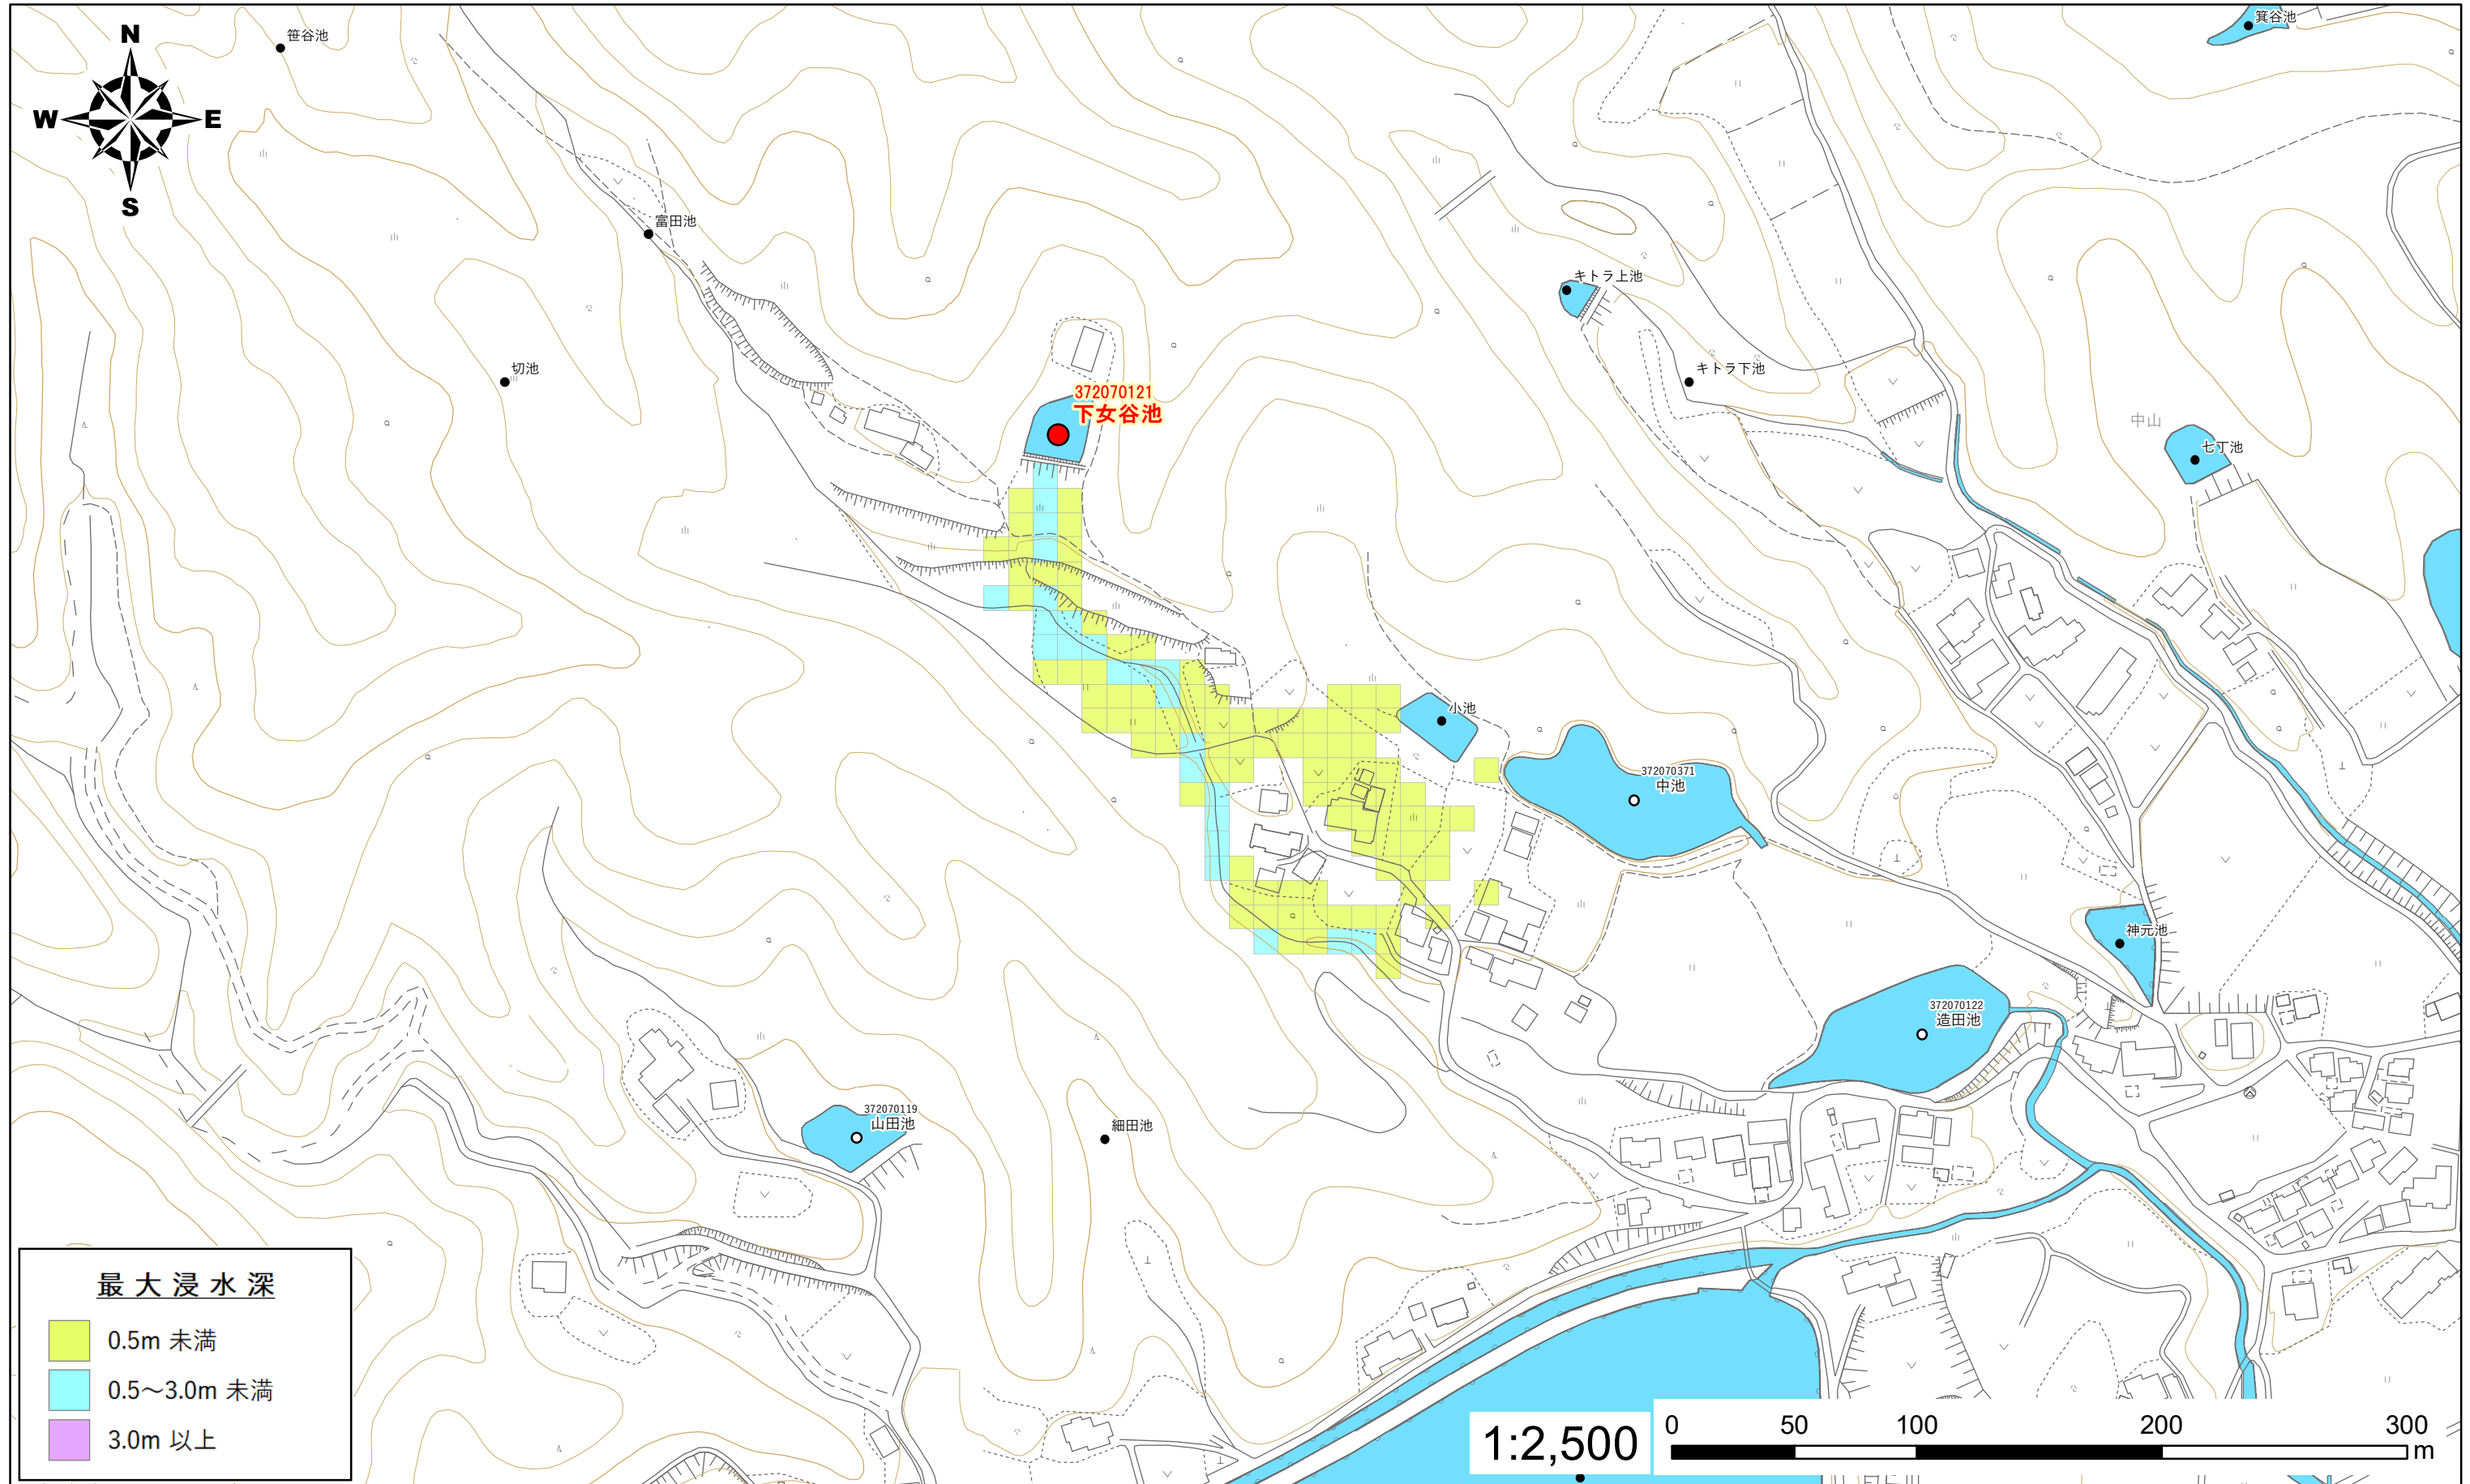 笹谷池
箕谷池
N
W
E
S
富田池
キトラ上池
切池
キトラ下池
372070121
下女谷池
中山
七丁池
小池
372070371
中池
神元池
372070122
造田池
372070119
山田池
細田池
最大浸水深
0.5m 未満
0.5～3.0m 未満
3.0m 以上
1:2,500
0 50 100 200 300
m